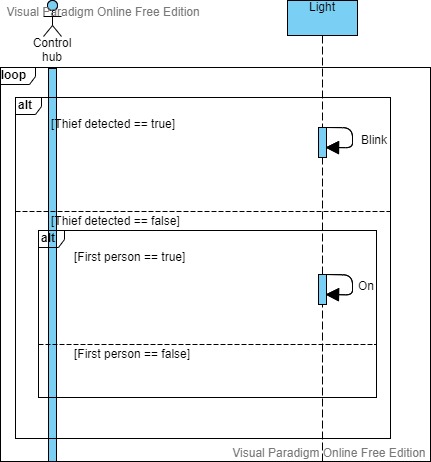 Visual Paradigm Online Free Edition
Light
Control
hub
loop
alt
[Thief detected == true]
Blink
[Thief detected == false]
alt
[First person == true]
On
[First person == false]
Visual Paradigm Online Free Edition